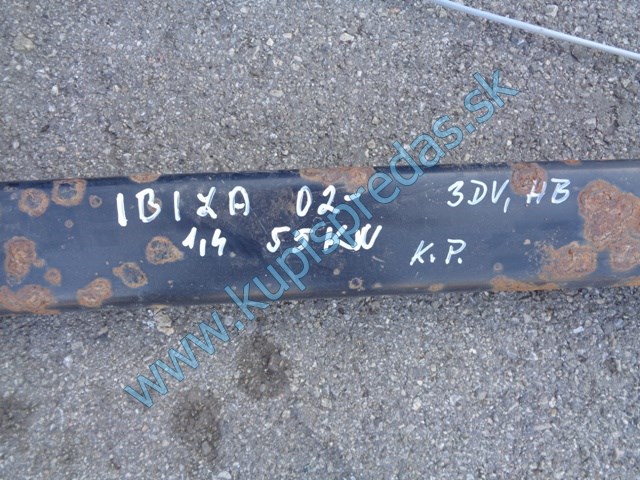 IBIZA 02- 3DV, HB
1,4 55KW K.P.
www.kupispredas.sk